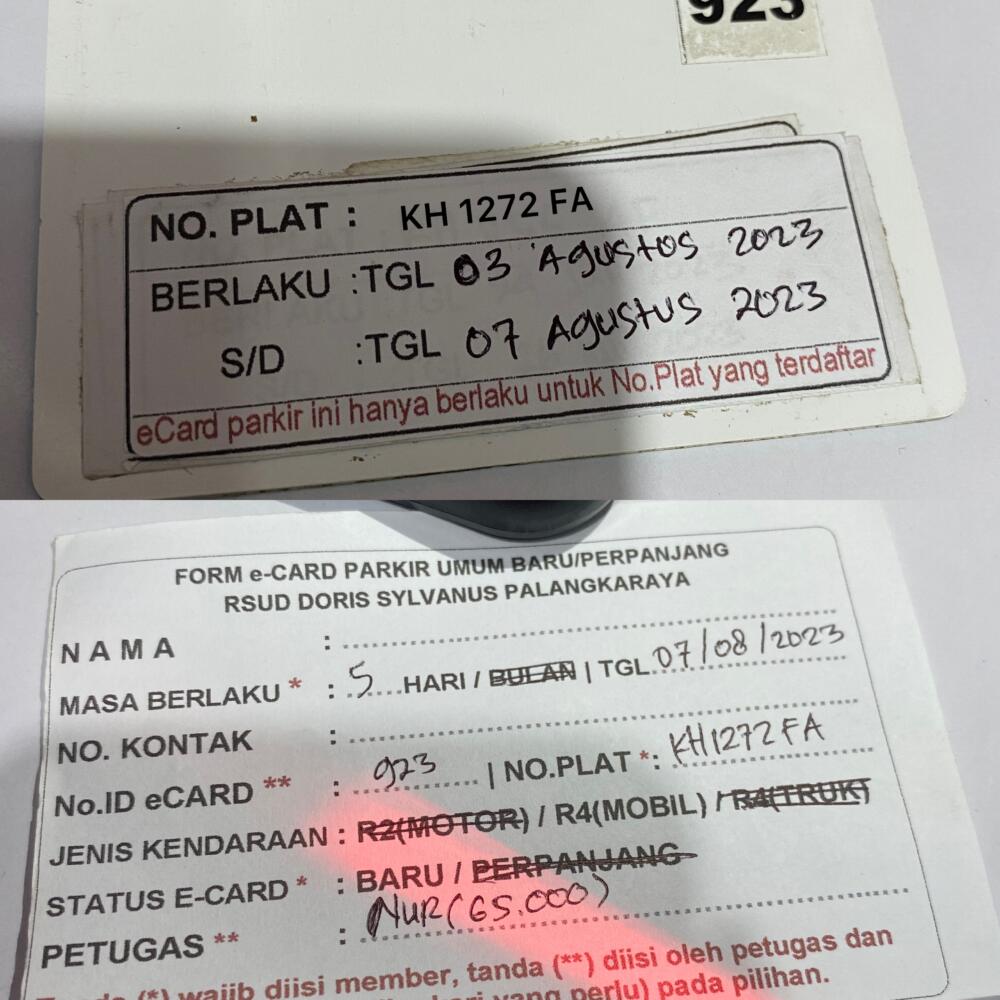 923
NO. PLAT : KH 1272 FA
BERLAKU : TGL 03 Agustos 2023
S/D : TGL 07 Agustus 2023
eCard parkir ini hanya berlaku untuk No.Plat yang terdaftar
FORM e-CARD PARKIR UMUM BARU/PERPANJANG
RSUD DORIS SYLVANUS PALANGKARAYA
NAMA :
MASA BERLAKU * : 5 HARI / BULAN | TGL. 07/08/2023
NO. KONTAK :
No.ID eCARD ** : 923 | NO.PLAT *: KH1272FA
JENIS KENDARAAN : R2(MOTOR) / R4(MOBIL) / R4(TRUK)
STATUS E-CARD * : BARU / PERPANJANG
PETUGAS ** : NUR (65.000)
(*) wajib diisi member, tanda (**) diisi oleh petugas dan
yang perlu) pada pilihan.